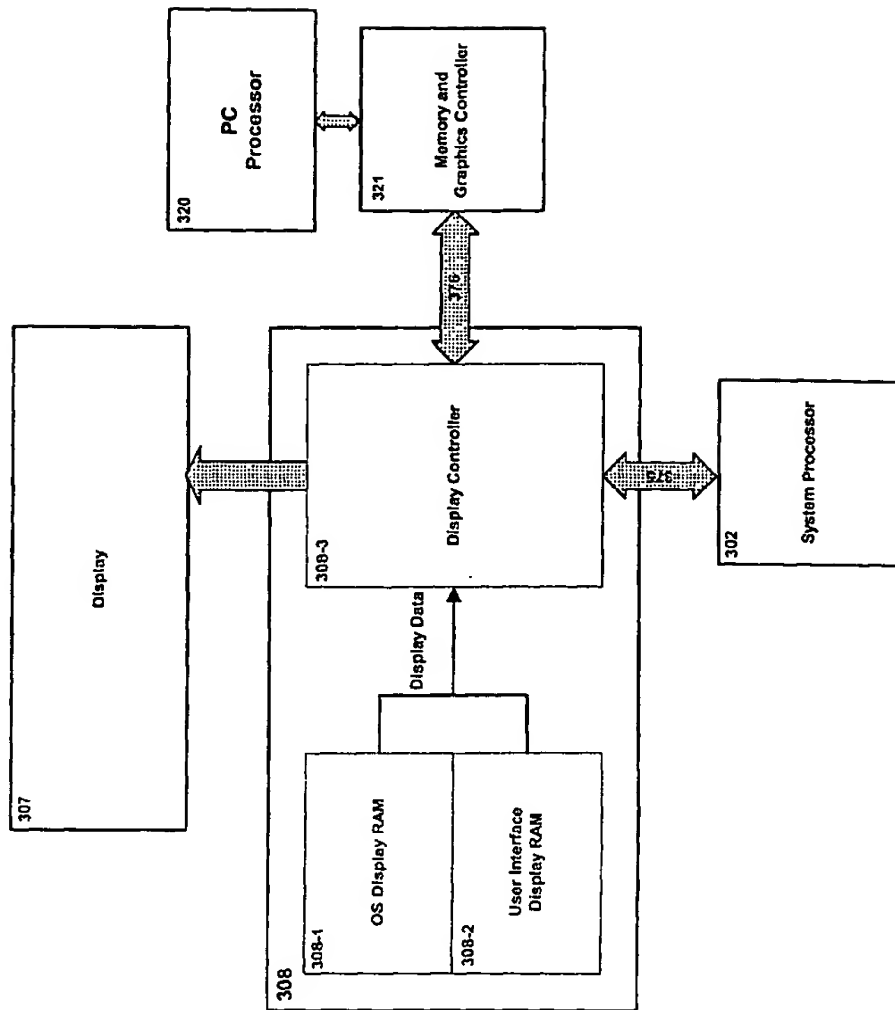 307
Display
320
PC
Processor
308
308-1
OS Display RAM
308-2
User Interface
Display RAM
Display Data
308-3
Display Controller
376
321
Memory and
Graphics Controller
375
302
System Processor